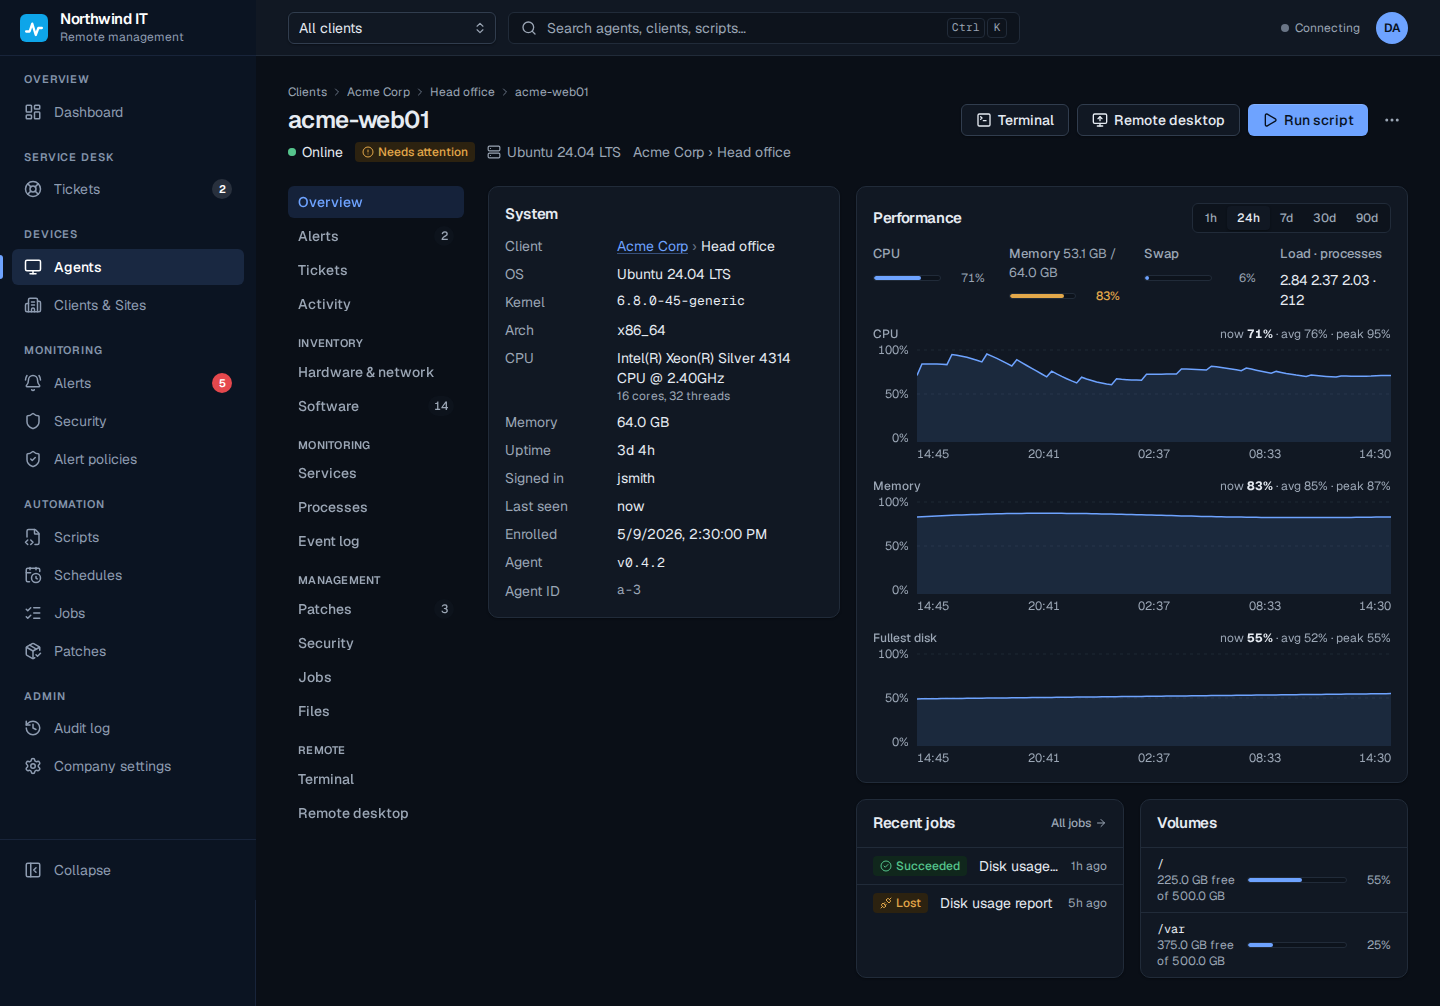 Northwind IT
Remote management
All clients
Search agents, clients, scripts...
Ctrl K
Connecting
DA
OVERVIEW
Dashboard
SERVICE DESK
Tickets 2
DEVICES
Agents
Clients & Sites
MONITORING
Alerts 5
Security
Alert policies
AUTOMATION
Scripts
Schedules
Jobs
Patches
ADMIN
Audit log
Company settings
Collapse
Clients > Acme Corp > Head office > acme-web01
acme-web01
Terminal
Remote desktop
Run script
Online
Needs attention
Ubuntu 24.04 LTS
Acme Corp › Head office
Overview
Alerts 2
Tickets
Activity
INVENTORY
Hardware & network
Software 14
MONITORING
Services
Processes
Event log
MANAGEMENT
Patches 3
Security
Jobs
Files
REMOTE
Terminal
Remote desktop
System
Client Acme Corp › Head office
OS Ubuntu 24.04 LTS
Kernel 6.8.0-45-generic
Arch x86_64
CPU Intel(R) Xeon(R) Silver 4314
CPU @ 2.40GHz
16 cores, 32 threads
Memory 64.0 GB
Uptime 3d 4h
Signed in jsmith
Last seen now
Enrolled 5/9/2026, 2:30:00 PM
Agent v0.4.2
Agent ID a-3
Performance
1h 24h 7d 30d 90d
CPU
71%
Memory 53.1 GB /
64.0 GB
83%
Swap
6%
Load · processes
2.84 2.37 2.03 ·
212
CPU now 71% · avg 76% · peak 95%
100%
50%
0%
14:45 20:41 02:37 08:33 14:30
Memory now 83% · avg 85% · peak 87%
100%
50%
0%
14:45 20:41 02:37 08:33 14:30
Fullest disk now 55% · avg 52% · peak 55%
100%
50%
0%
14:45 20:41 02:37 08:33 14:30
Recent jobs All jobs →
Succeeded Disk usage... 1h ago
Lost Disk usage report 5h ago
Volumes
/
225.0 GB free
of 500.0 GB
55%
/var
375.0 GB free
of 500.0 GB
25%